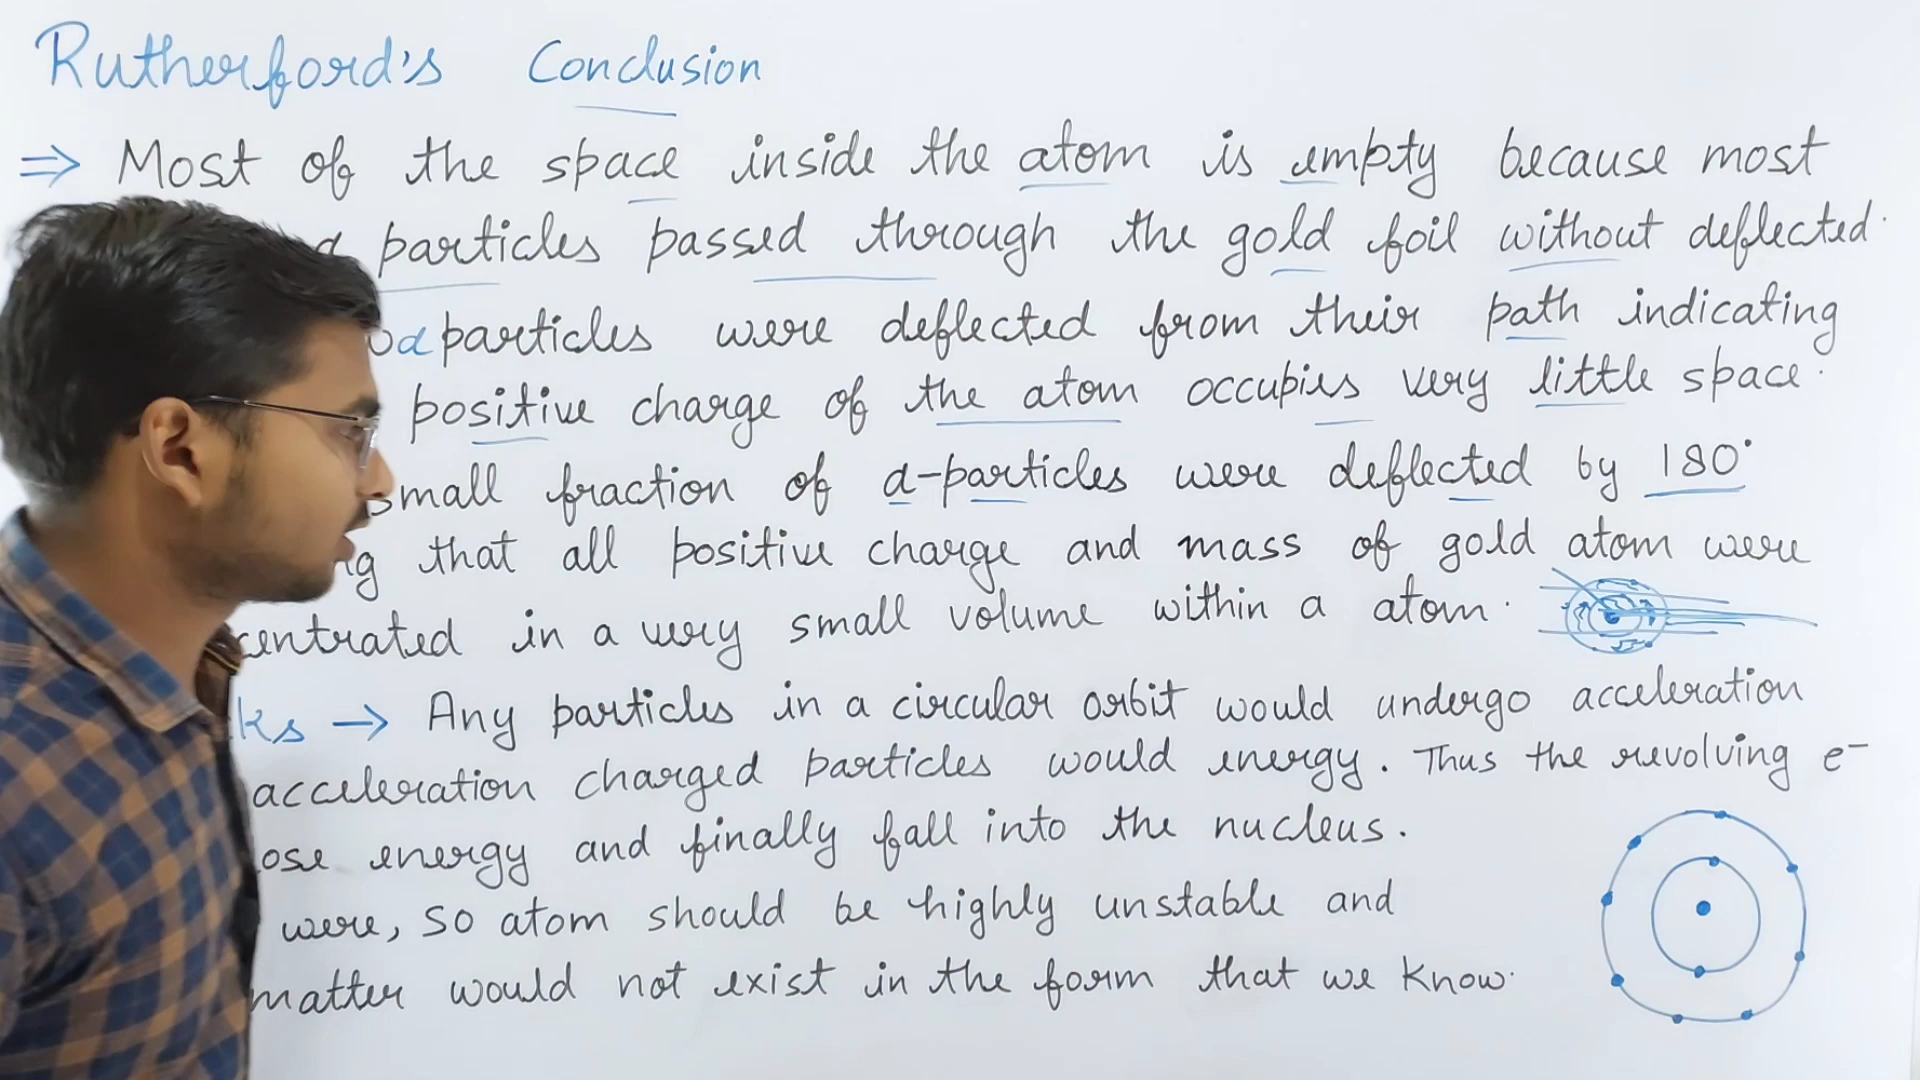 Rutherford's Conclusion
⇒ Most of the space inside the atom is empty because most
α particles passed through the gold foil without deflected.
α particles were deflected from their path indicating
positive charge of the atom occupies very little space.
small fraction of α-particles were deflected by 180°
that all positive charge and mass of gold atom were
centrated in a very small volume within a atom.
ks → Any particles in a circular orbit would undergo acceleration
acceleration charged particles would energy. Thus the revolving e⁻
ose energy and finally fall into the nucleus.
were, so atom should be highly unstable and
matter would not exist in the form that we know.